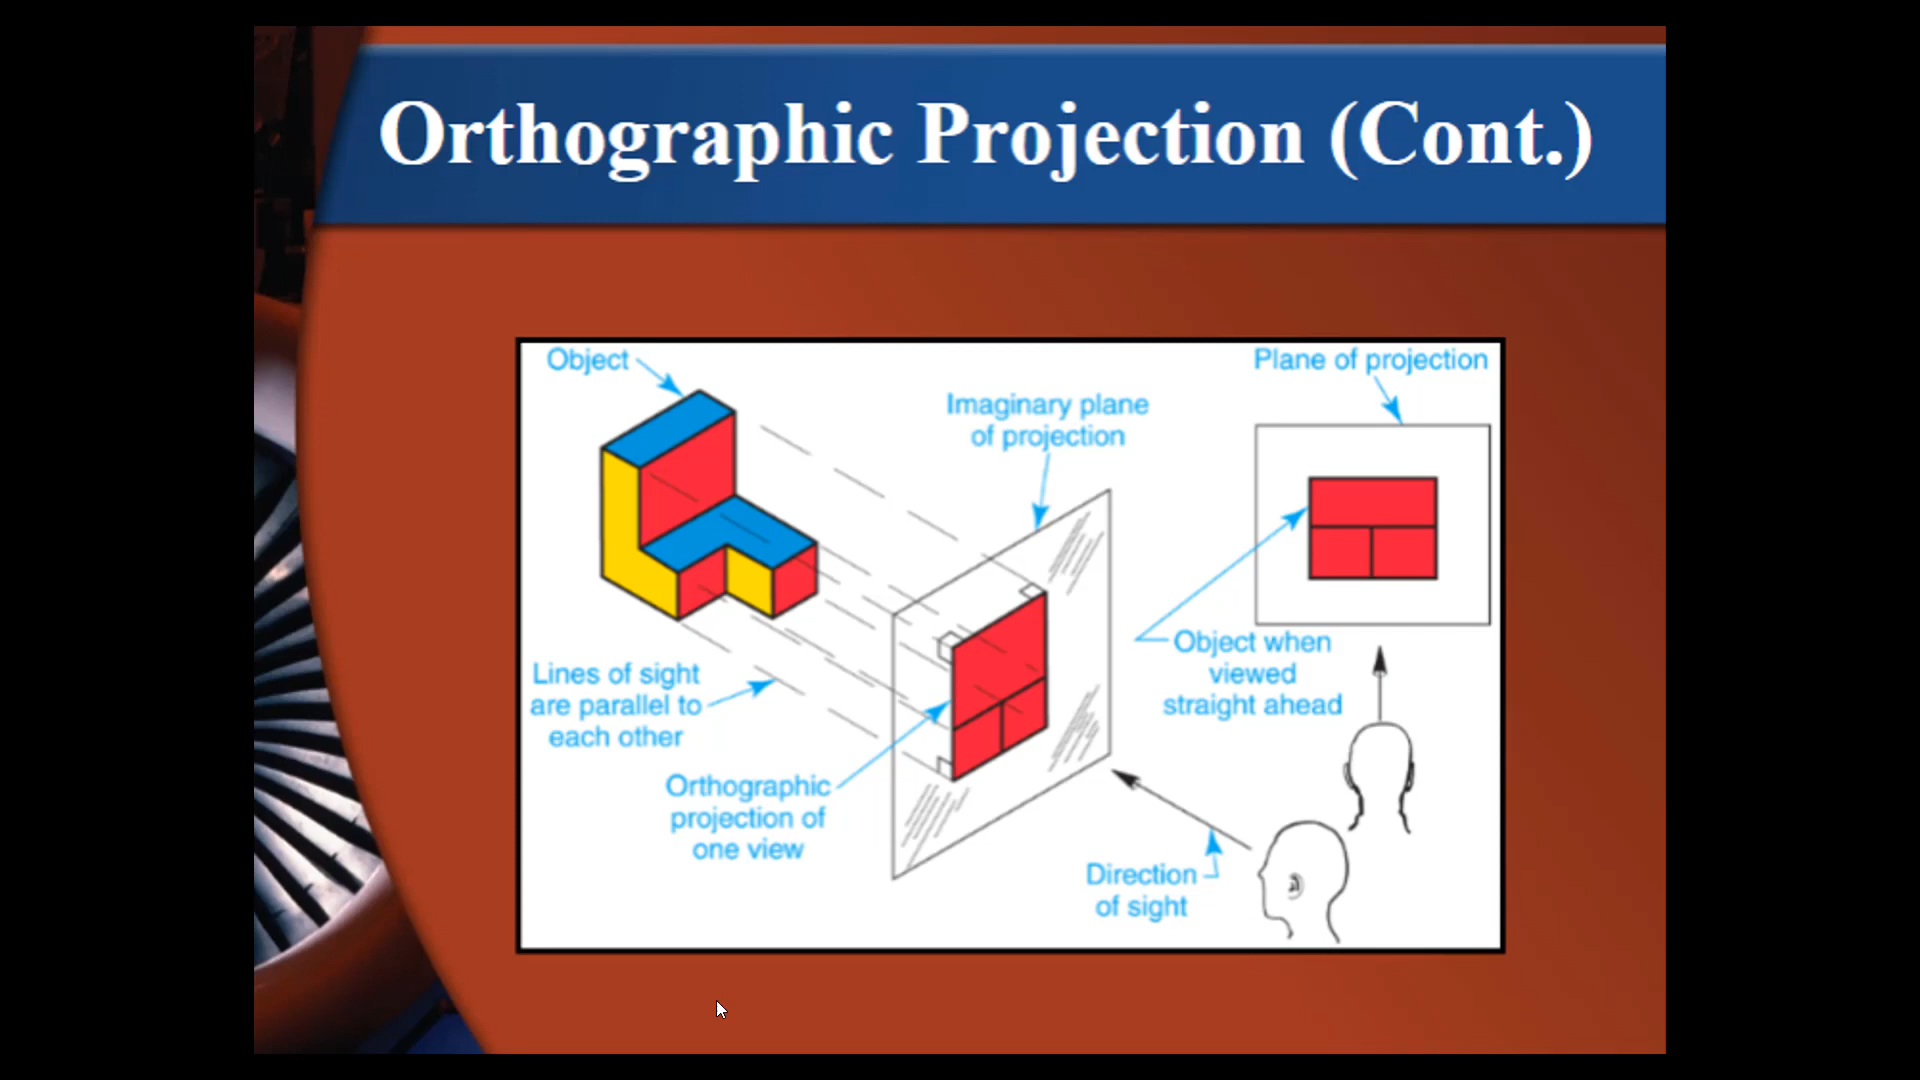 Orthographic Projection (Cont.)
Object
Imaginary plane
of projection
Plane of projection
Lines of sight
are parallel to
each other
Object when
viewed
straight ahead
Orthographic
projection of
one view
Direction
of sight